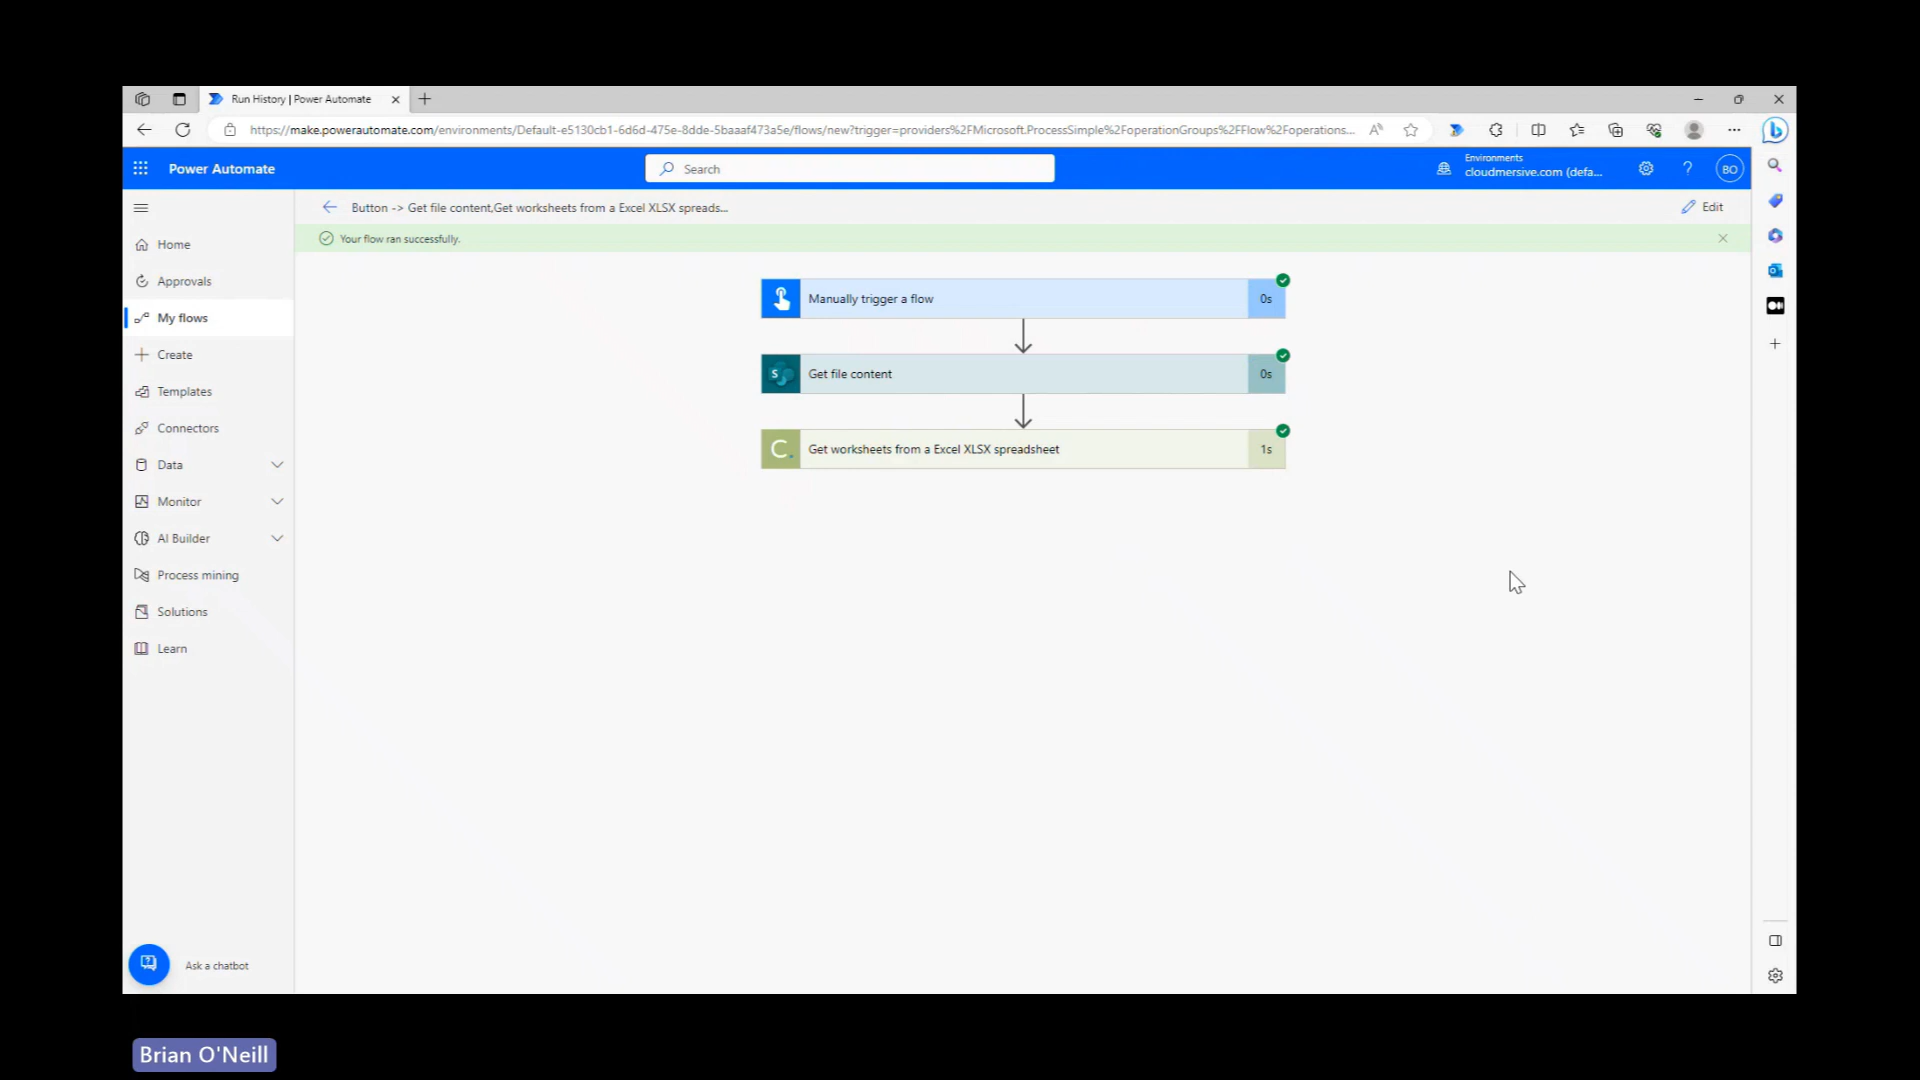 Run History | Power Automate
https://make.powerautomate.com/environments/Default-e5130cb1-6d6d-475e-8dde-5baaaf473a5e/flows/new?trigger=providers%2FMicrosoft.ProcessSimple%2FoperationGroups%2FFlow%2Foperations...
Power Automate
Search
Environments
cloudmersive.com (defa...
?
BO
Button -> Get file content,Get worksheets from a Excel XLSX spreads...
Edit
Your flow ran successfully.
Home
Approvals
My flows
Create
Templates
Connectors
Data
Monitor
AI Builder
Process mining
Solutions
Learn
Manually trigger a flow
0s
S
Get file content
0s
C.
Get worksheets from a Excel XLSX spreadsheet
1s
Ask a chatbot
Brian O'Neill